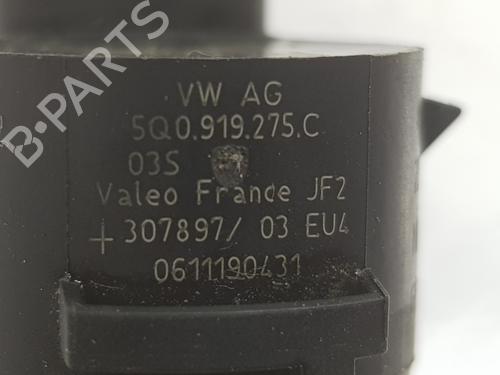 VW AG
5Q0.919.275.C
03S
Valeo France JF2
+307897/ 03 EU4
0611190431
B-PARTS